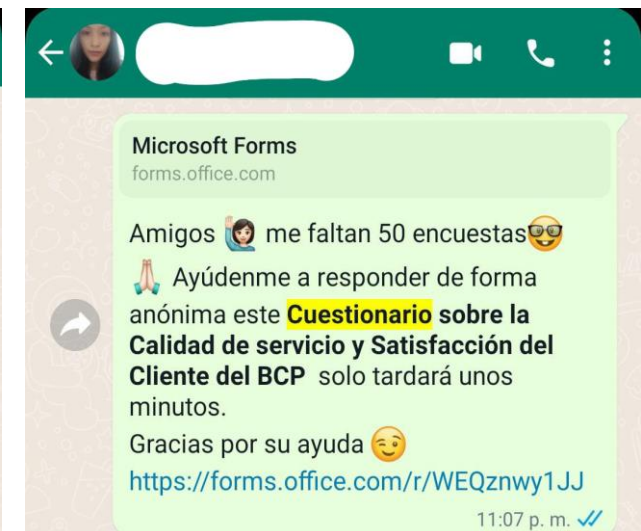 Microsoft Forms
forms.office.com
Amigos 🙋🏻‍♀️ me faltan 50 encuestas🤓
🙏🏻 Ayúdenme a responder de forma
anónima este Cuestionario sobre la
Calidad de servicio y Satisfacción del
Cliente del BCP solo tardará unos
minutos.
Gracias por su ayuda 😉
https://forms.office.com/r/WEQznwy1JJ
11:07 p. m.